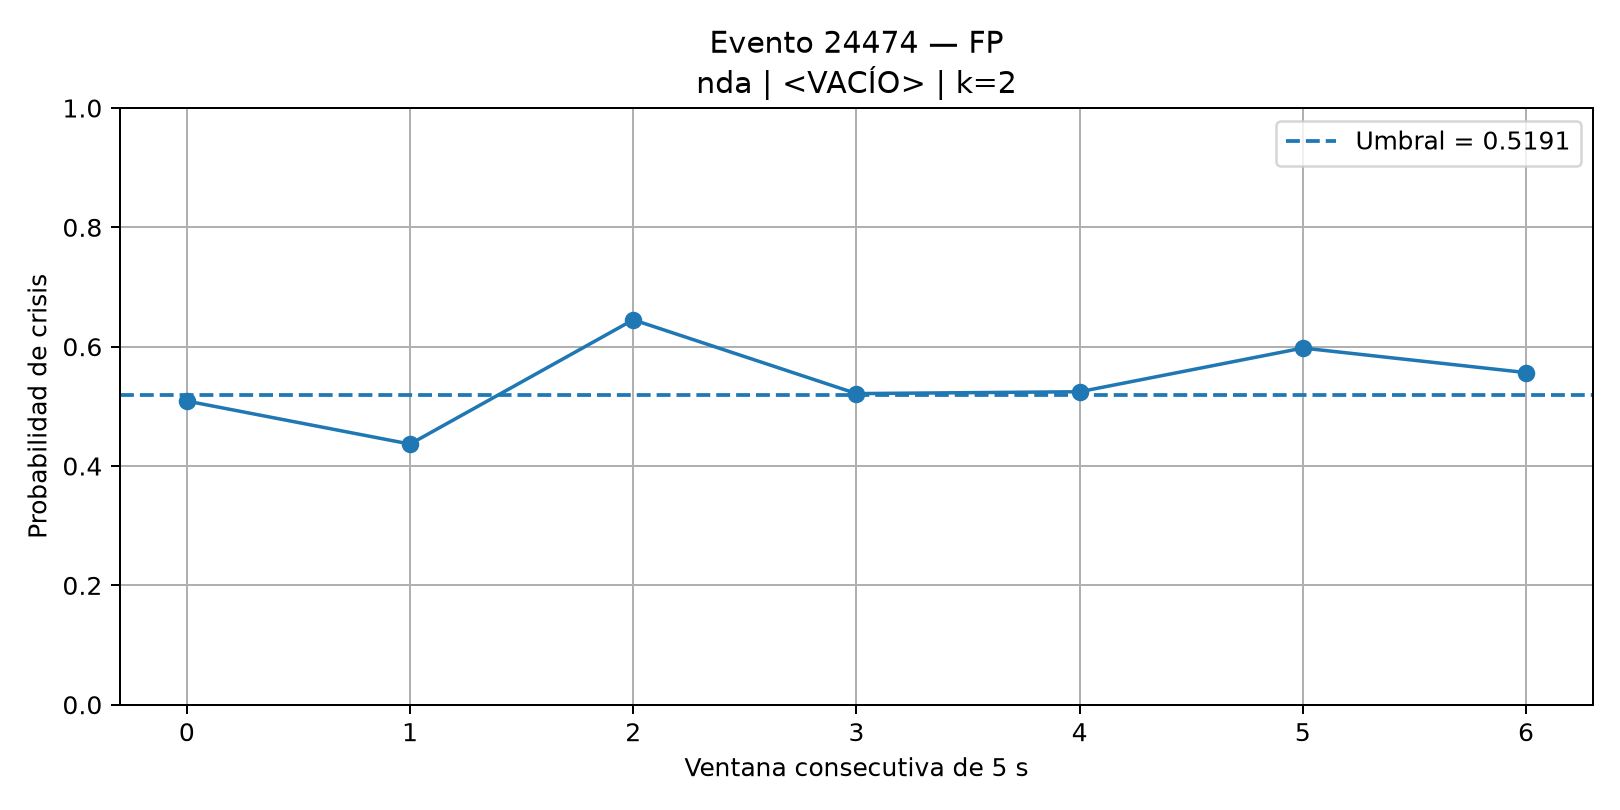 Evento 24474 — FP
nda | <VACÍO> | k=2
Umbral = 0.5191
1.0
0.8
0.6
0.4
0.2
0.0
Probabilidad de crisis
0 1 2 3 4 5 6
Ventana consecutiva de 5 s